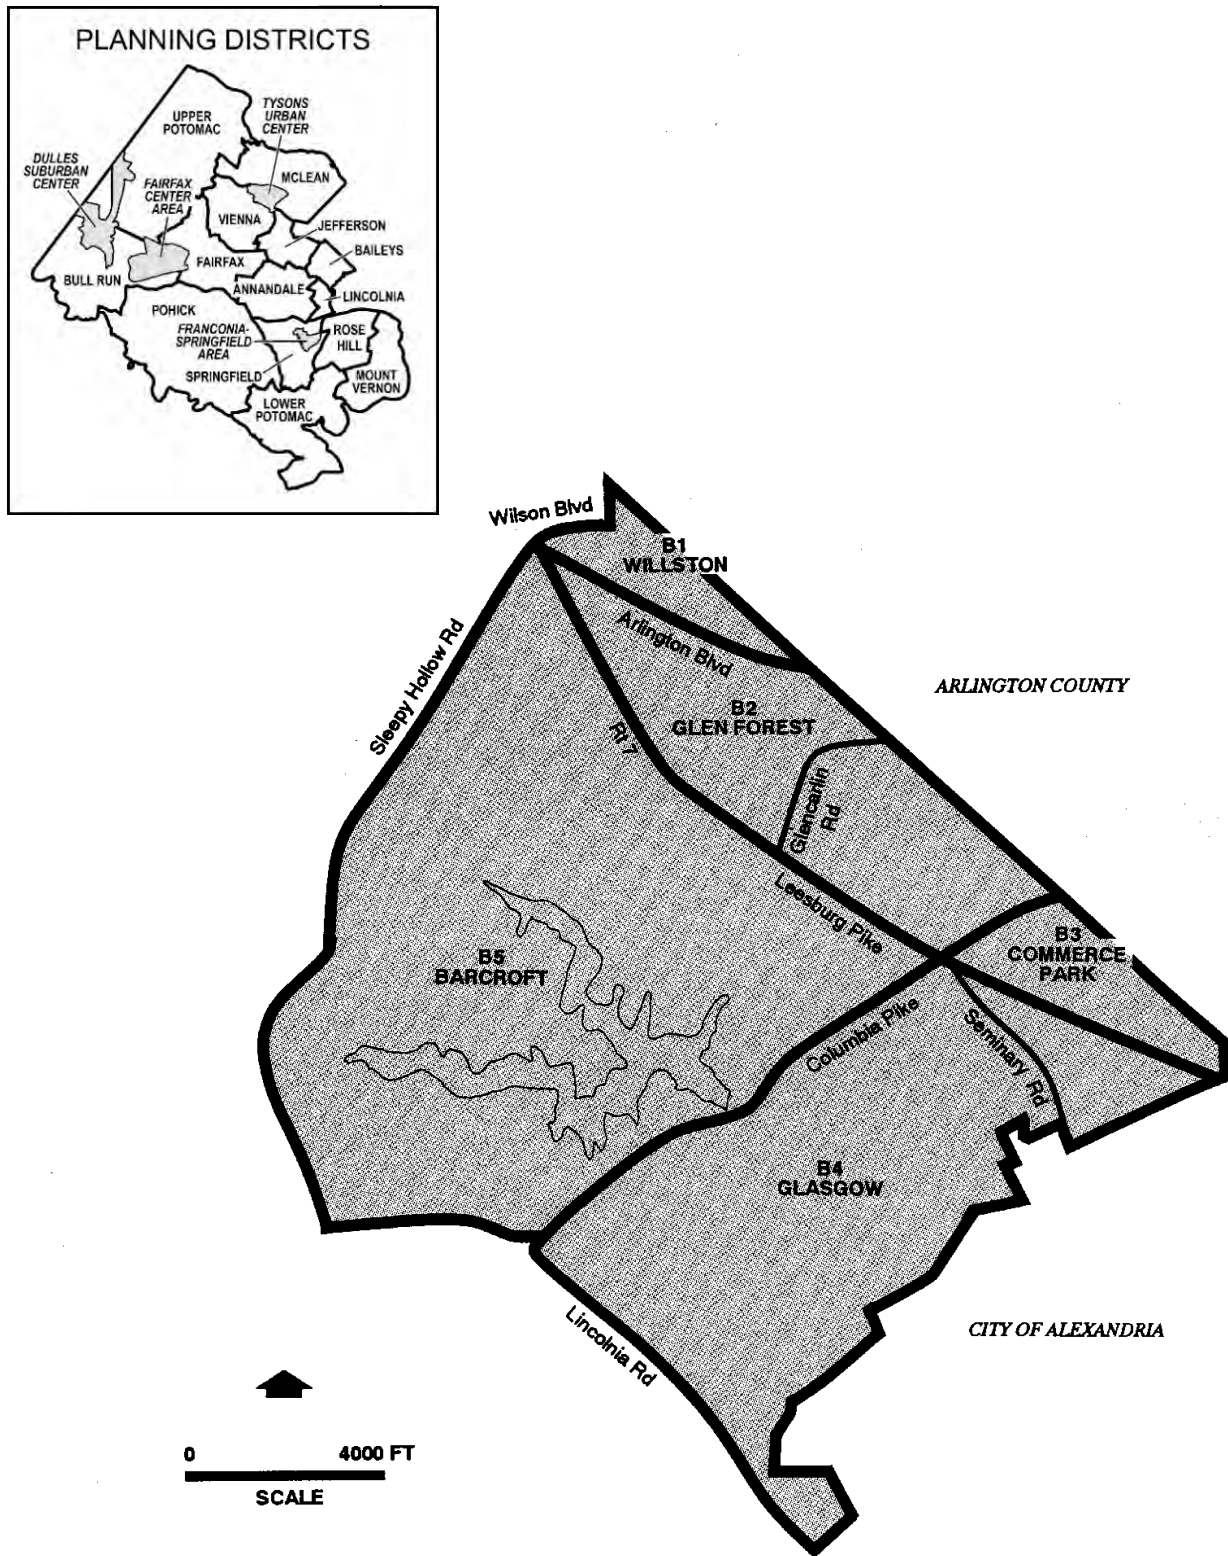 PLANNING DISTRICTS
UPPER
POTOMAC
TYSONS
URBAN
CENTER
DULLES
SUBURBAN
CENTER
FAIRFAX
CENTER
AREA
MCLEAN
VIENNA
JEFFERSON
BAILEYS
FAIRFAX
BULL RUN
ANNANDALE
LINCOLNIA
POHICK
FRANCONIA-
SPRINGFIELD
AREA
ROSE
HILL
SPRINGFIELD
MOUNT
VERNON
LOWER
POTOMAC
Wilson Blvd
B1
WILLSTON
Arlington Blvd
Sleepy Hollow Rd
ARLINGTON COUNTY
B2
GLEN FOREST
Rt 7
Glencarlin
Rd
Leesburg Pike
B3
COMMERCE
PARK
B5
BARCROFT
Columbia Pike
Seminary Rd
B4
GLASGOW
Lincolnia Rd
CITY OF ALEXANDRIA
0 4000 FT
SCALE